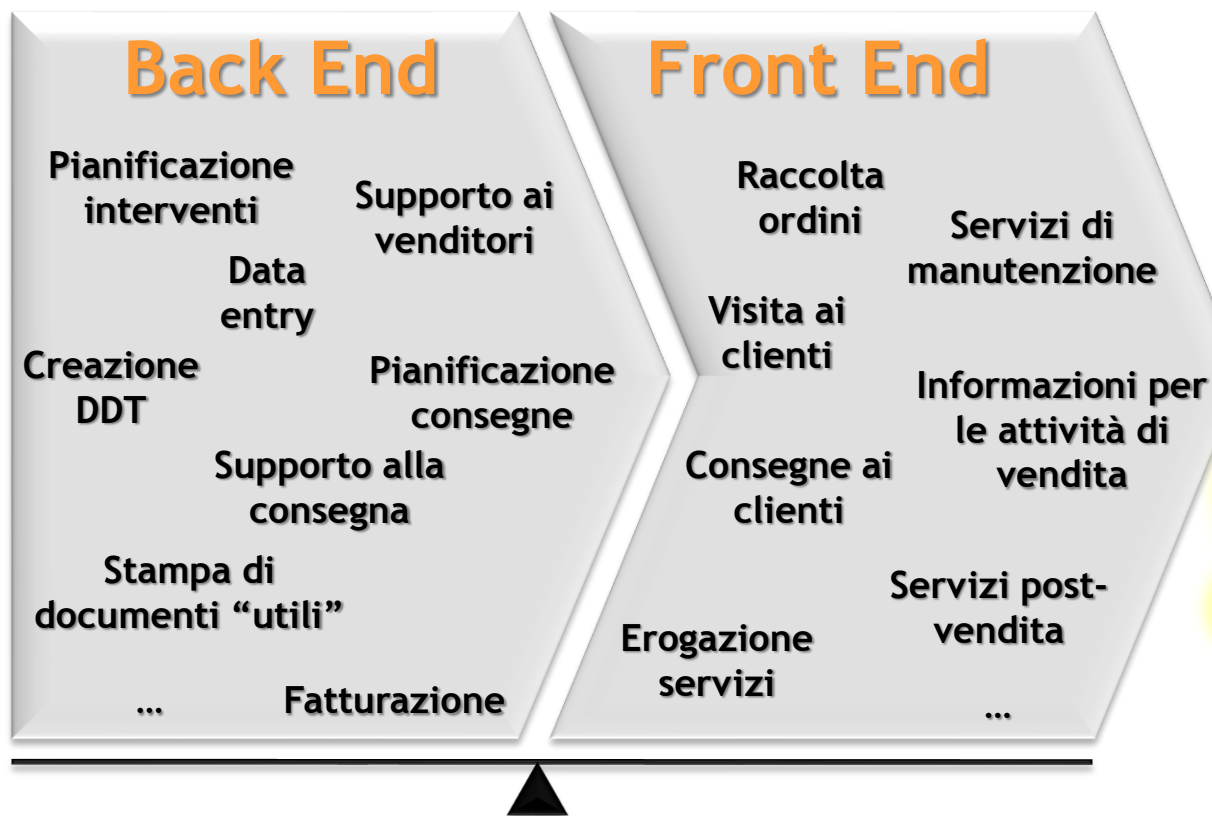 Back End
Pianificazione
interventi
Supporto ai
venditori
Data
entry
Creazione
DDT
Pianificazione
consegne
Supporto alla
consegna
Stampa di
documenti “utili”
…
Fatturazione
Front End
Raccolta
ordini
Servizi di
manutenzione
Visita ai
clienti
Informazioni per
le attività di
vendita
Consegne ai
clienti
Servizi post-
vendita
Erogazione
servizi
…